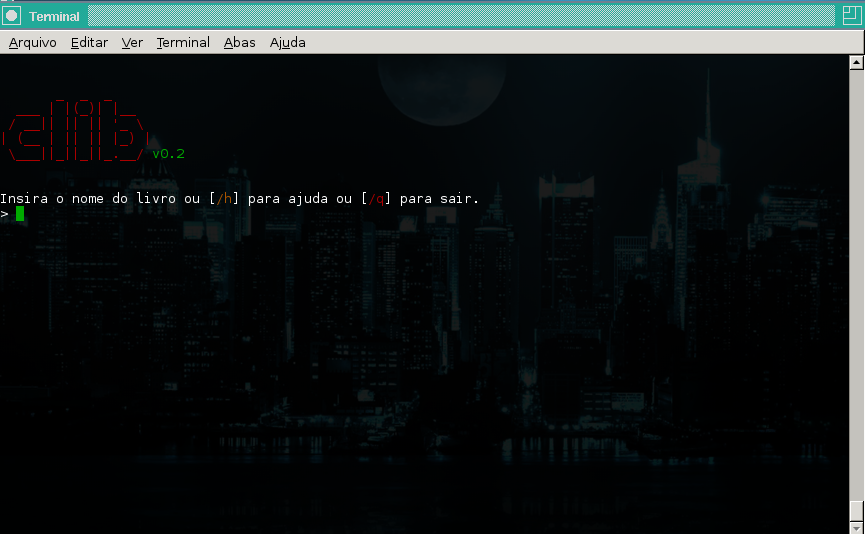 Terminal
Arquivo Editar Ver Terminal Abas Ajuda
clib v0.2
Insira o nome do livro ou [/h] para ajuda ou [/q] para sair.
>